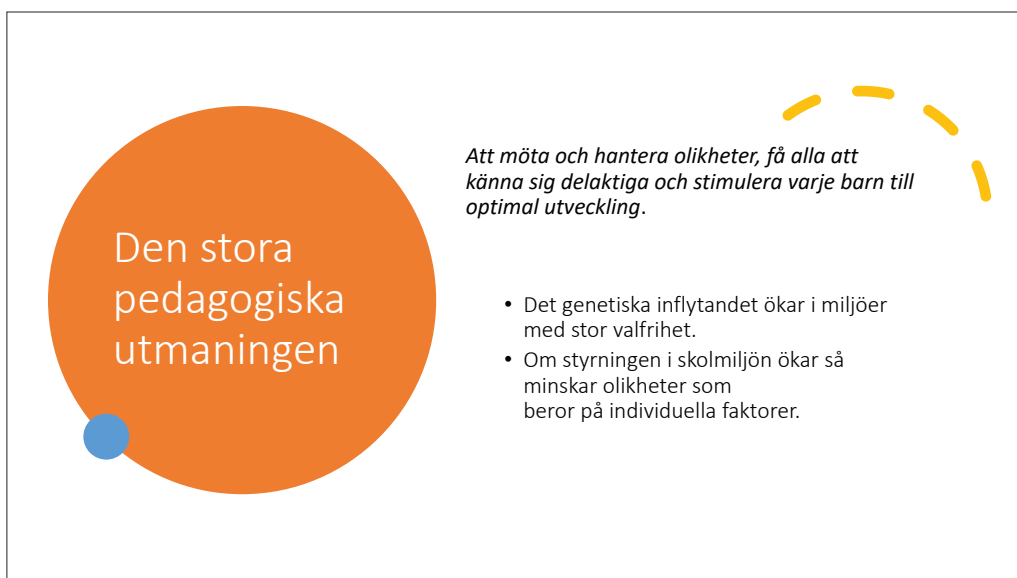 Den stora
pedagogiska
utmaningen
Att möta och hantera olikheter, få alla att
känna sig delaktiga och stimulera varje barn till
optimal utveckling.
• Det genetiska inflytandet ökar i miljöer
med stor valfrihet.
• Om styrningen i skolmiljön ökar så
minskar olikheter som
beror på individuella faktorer.